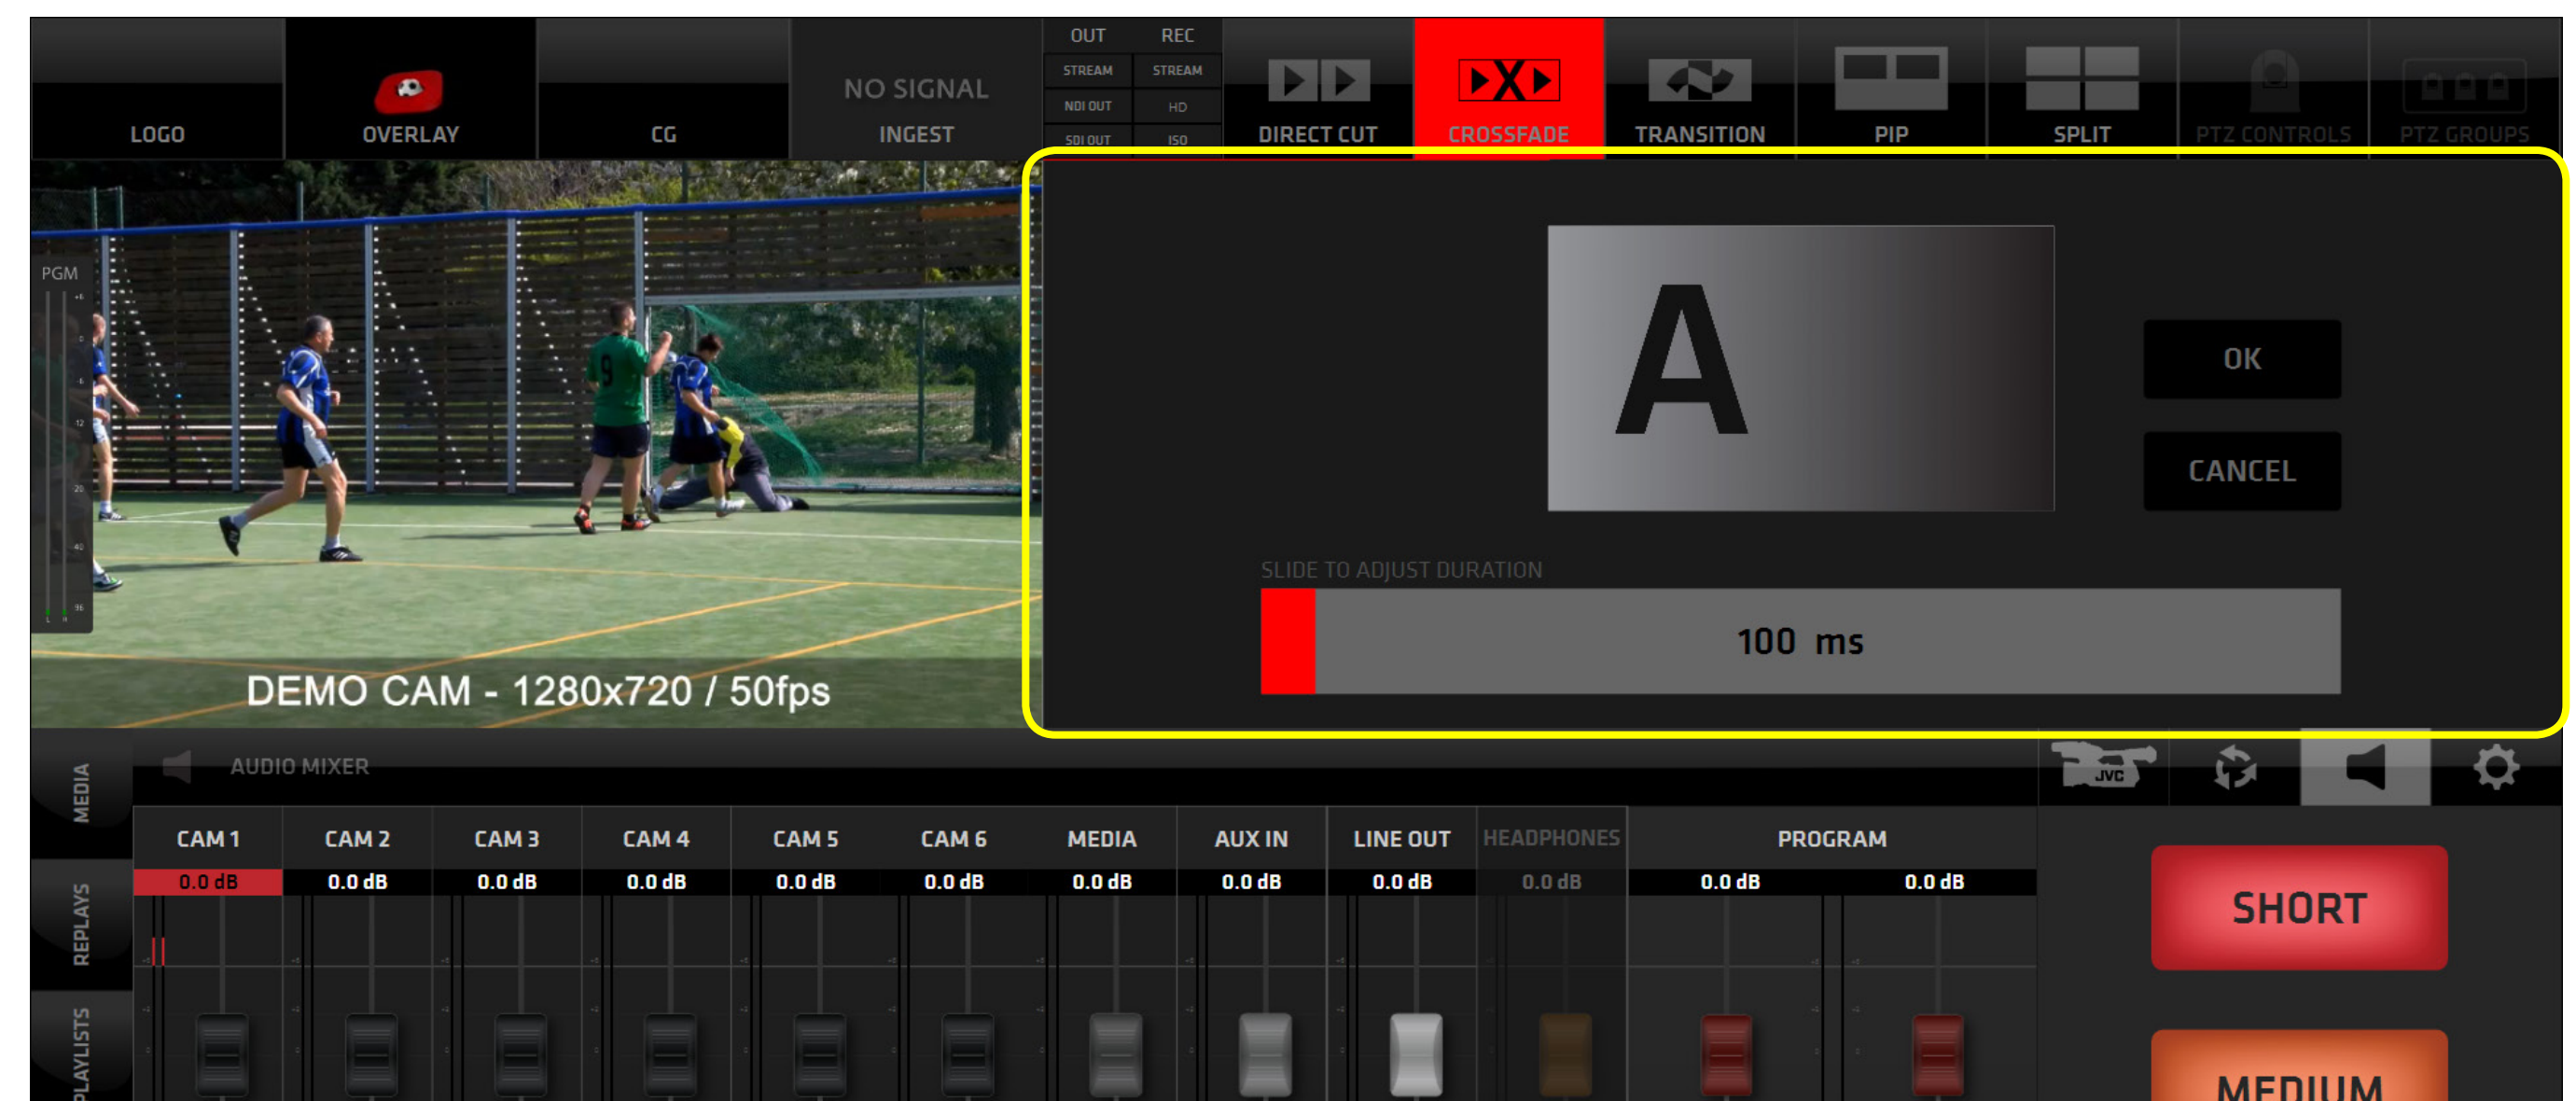 LOGO
OVERLAY
CG
NO SIGNAL
INGEST
OUT REC
STREAM STREAM
NDI OUT HD
SDI OUT ISO
DIRECT CUT
CROSSFADE
TRANSITION
PIP
SPLIT
PTZ CONTROLS
PTZ GROUPS
PGM
-12
-20
-40
-96
9
DEMO CAM - 1280x720 / 50fps
A
OK
CANCEL
SLIDE TO ADJUST DURATION
100 ms
MEDIA
REPLAYS
PLAYLISTS
AUDIO MIXER
JVC
CAM 1 CAM 2 CAM 3 CAM 4 CAM 5 CAM 6 MEDIA AUX IN LINE OUT HEADPHONES PROGRAM
0.0 dB 0.0 dB 0.0 dB 0.0 dB 0.0 dB 0.0 dB 0.0 dB 0.0 dB 0.0 dB 0.0 dB 0.0 dB 0.0 dB
SHORT
MEDIUM